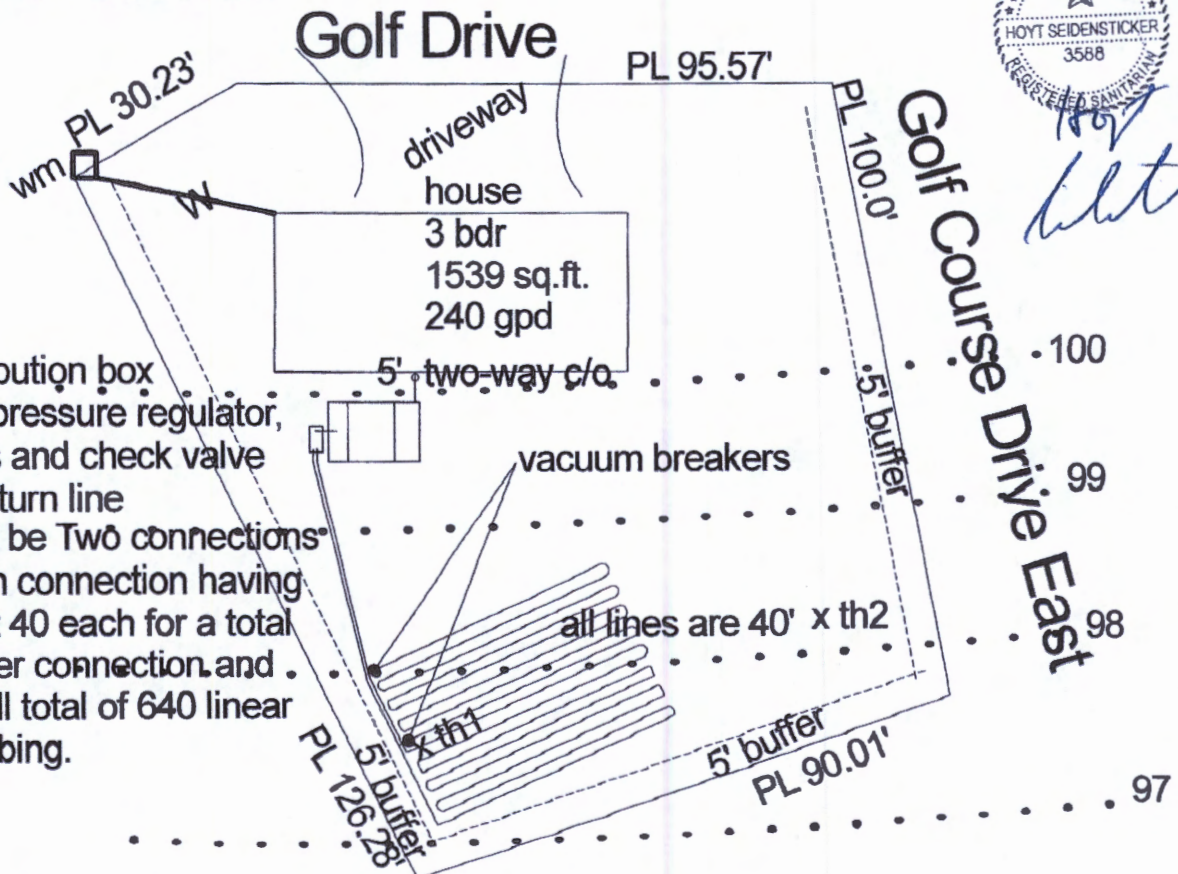 Golf Drive
PL 30.23'
PL 95.57'
HOYT SEIDENSTICKER
3588
REGISTERED SANITARIAN
wm
W
driveway
PL 100.0'
Golf Course Drive East
house
3 bdr
1539 sq.ft.
240 gpd
5' two-way c/o
100
bution box
pressure regulator,
s and check valve
turn line
be Two connections
n connection having
40 each for a total
er connection and
ll total of 640 linear
bing.
5' buffer
vacuum breakers
99
all lines are 40'
x th2
98
x th1
5' buffer
PL 90.01'
5' buffer
PL 126.28'
97